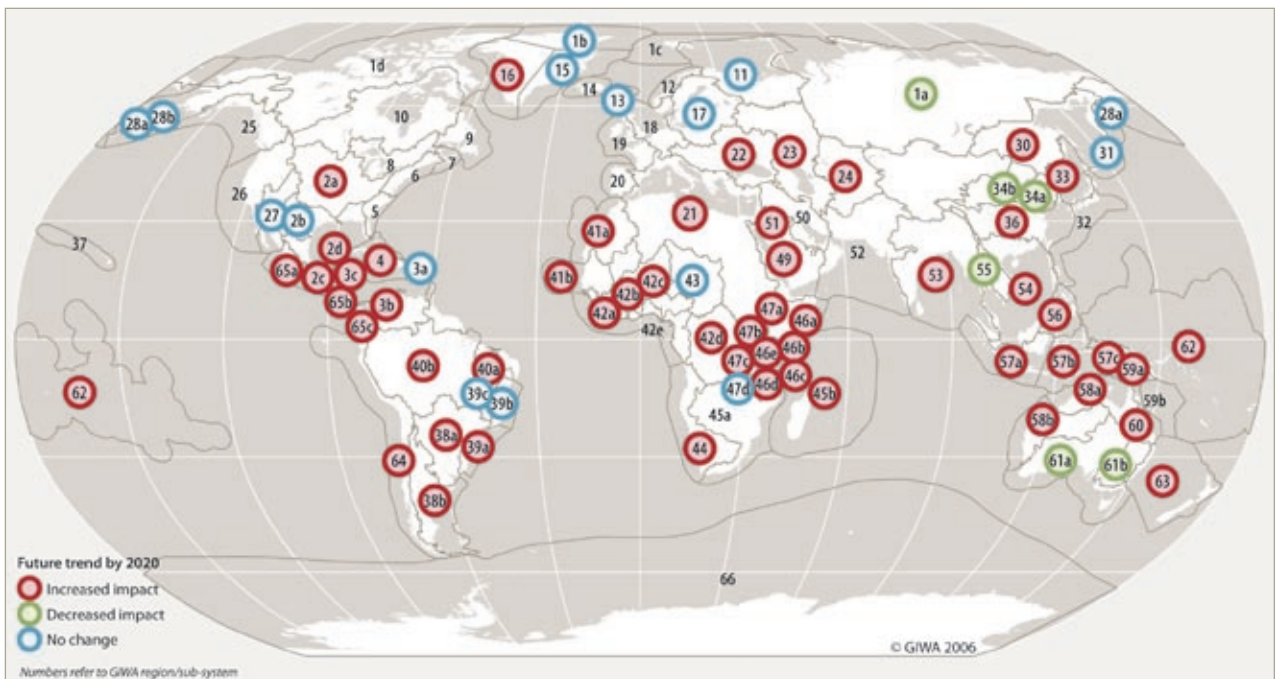 1b
1c
1d
16
15
14
12
11
1a
13
17
28a
28b
28a
25
10
9
18
19
8
7
6
22
23
30
31
2a
20
24
33
34b
34a
26
27
2b
5
21
51
50
36
32
41a
37
2d
4
3a
49
52
65a
2c
3c
41b
42c
43
53
55
54
65b
3b
42b
42a
47a
46a
56
65c
42e
42d
47b
46b
62
40b
40a
47c
46e
57a
57b
57c
59a
62
39c
39b
47d
46d
46c
45b
58a
59b
45a
58b
60
38a
39a
44
64
61a
61b
63
38b
Future trend by 2020
Increased impact
Decreased impact
No change
66
© GIWA 2006
Numbers refer to GIWA region/sub-system